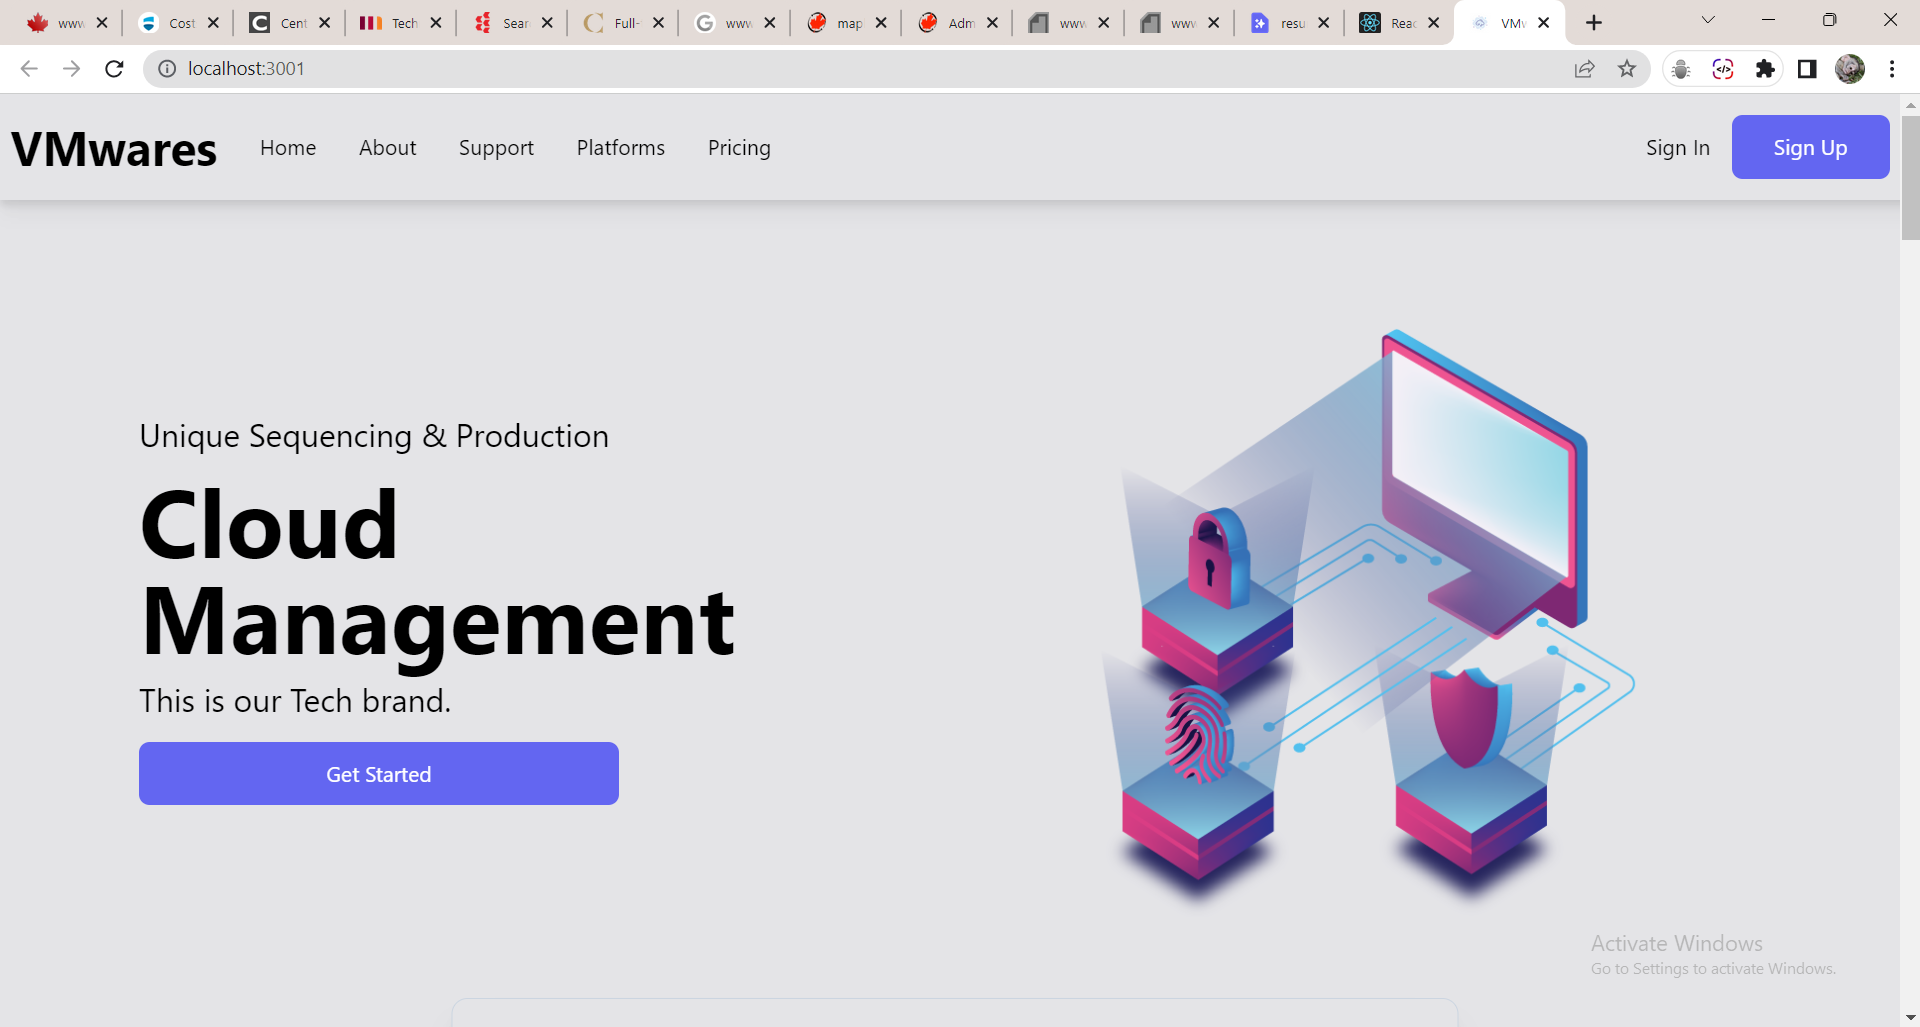 www
Cost
Cent
Tech
Sear
Full-
www
map
Adm
www
www
resu
Reac
VMw
localhost:3001
VMwares
Home
About
Support
Platforms
Pricing
Sign In
Sign Up
Unique Sequencing & Production
Cloud
Management
This is our Tech brand.
Get Started
Activate Windows
Go to Settings to activate Windows.